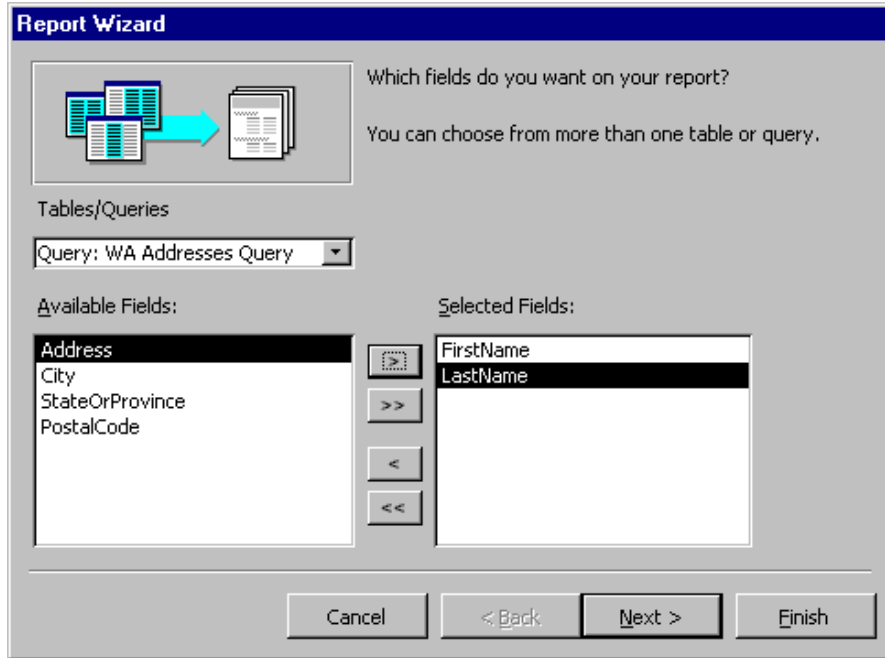 Report Wizard
Which fields do you want on your report?
You can choose from more than one table or query.
Tables/Queries
Query: WA Addresses Query
Available Fields:
Selected Fields:
Address
City
StateOrProvince
PostalCode
>
>>
<
<<
FirstName
LastName
Cancel
< Back
Next >
Finish